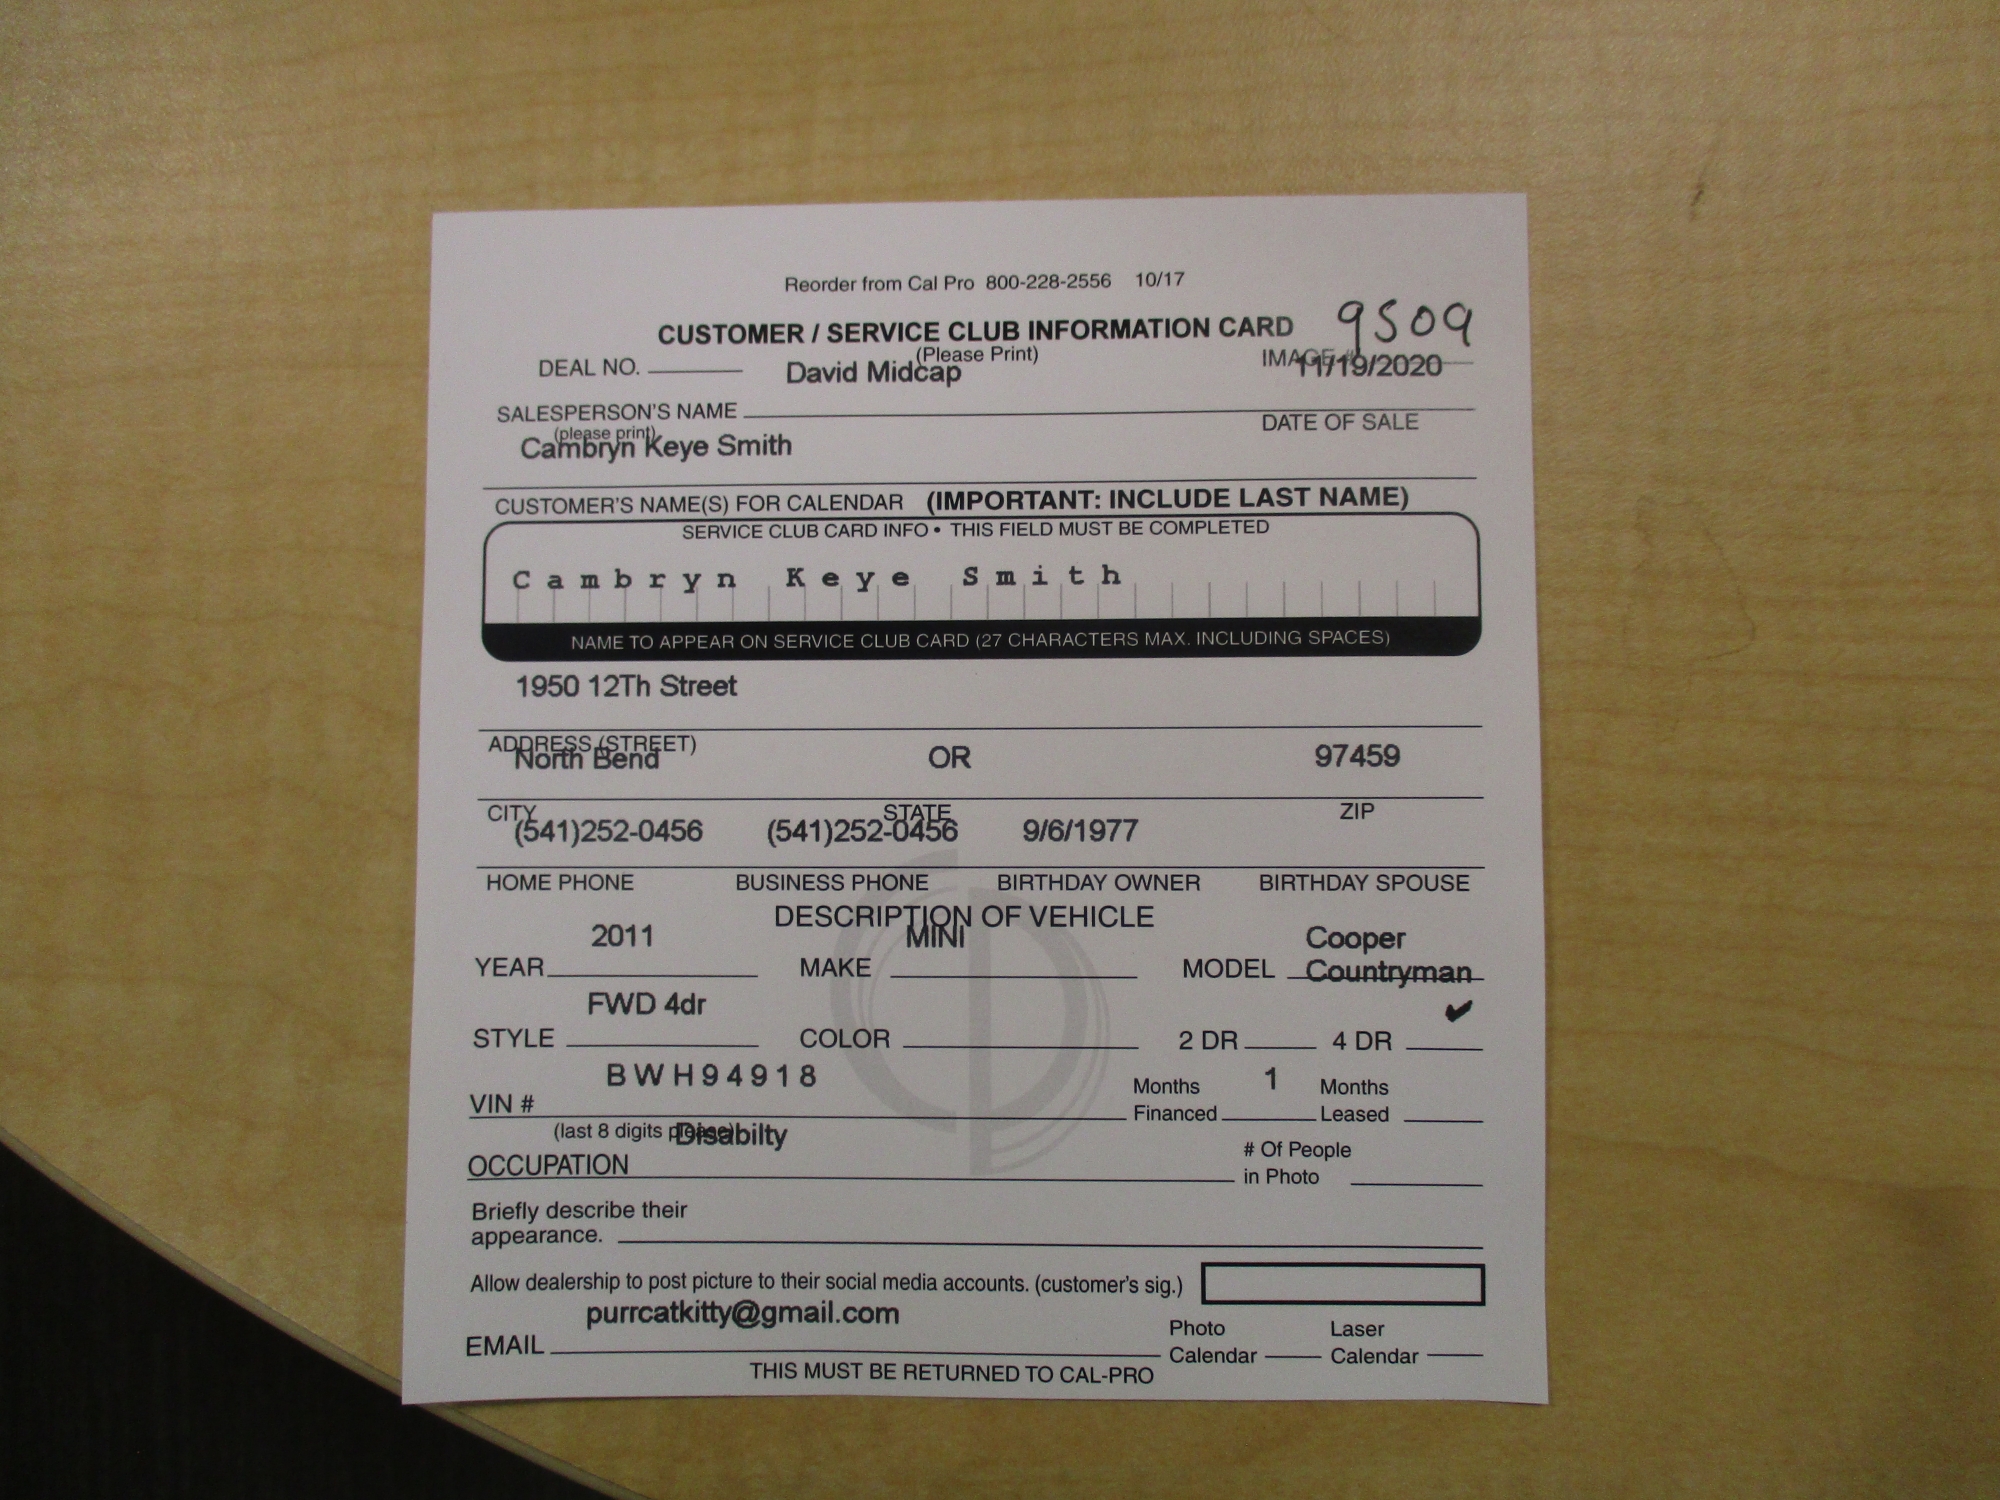 Reorder from Cal Pro 800-228-2556 10/17
CUSTOMER / SERVICE CLUB INFORMATION CARD 9509
(Please Print)
DEAL NO. David Midcap IMAGE # 11/19/2020
SALESPERSON'S NAME DATE OF SALE
(please print)
Cambryn Keye Smith
CUSTOMER'S NAME(S) FOR CALENDAR (IMPORTANT: INCLUDE LAST NAME)
SERVICE CLUB CARD INFO • THIS FIELD MUST BE COMPLETED
Cambryn Keye Smith
NAME TO APPEAR ON SERVICE CLUB CARD (27 CHARACTERS MAX. INCLUDING SPACES)
1950 12Th Street
ADDRESS (STREET)
North Bend OR 97459
CITY STATE ZIP
(541)252-0456 (541)252-0456 9/6/1977
HOME PHONE BUSINESS PHONE BIRTHDAY OWNER BIRTHDAY SPOUSE
DESCRIPTION OF VEHICLE
2011 MINI Cooper
YEAR MAKE MODEL Countryman
FWD 4dr ✔
STYLE COLOR 2 DR 4 DR
BWH94918 Months 1 Months
VIN # Financed Leased
(last 8 digits please) Disabilty
OCCUPATION # Of People
in Photo
Briefly describe their
appearance.
Allow dealership to post picture to their social media accounts. (customer's sig.)
purrcatkitty@gmail.com
EMAIL Photo Laser
Calendar Calendar
THIS MUST BE RETURNED TO CAL-PRO